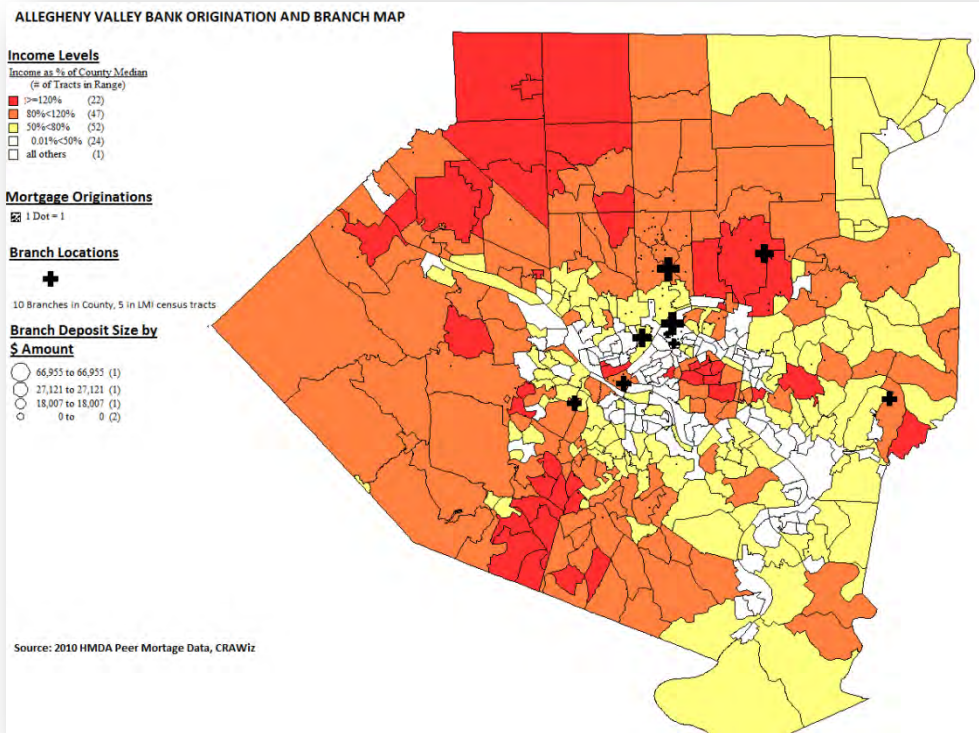 ALLEGHENY VALLEY BANK ORIGINATION AND BRANCH MAP
Income Levels
Income as % of County Median
(# of Tracts in Range)
>=120% (22)
80%<120% (47)
50%<80% (52)
0.01%<50% (24)
all others (1)
Mortgage Originations
1 Dot = 1
Branch Locations
10 Branches in County, 5 in LMI census tracts
Branch Deposit Size by
$ Amount
66,955 to 66,955 (1)
27,121 to 27,121 (1)
18,007 to 18,007 (1)
0 to 0 (2)
Source: 2010 HMDA Peer Mortage Data, CRAWiz